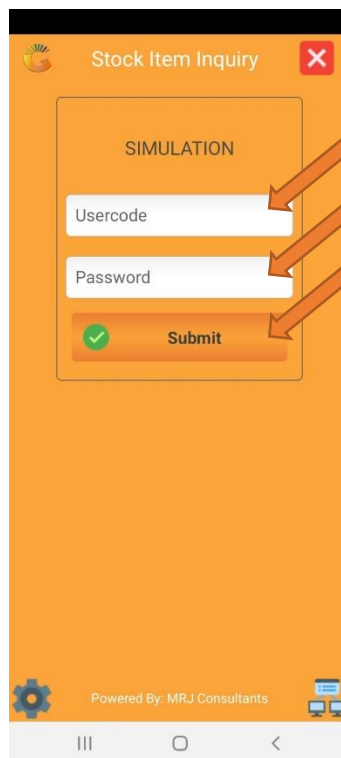 Stock Item Inquiry
SIMULATION
Usercode
Password
Submit
Powered By: MRJ Consultants